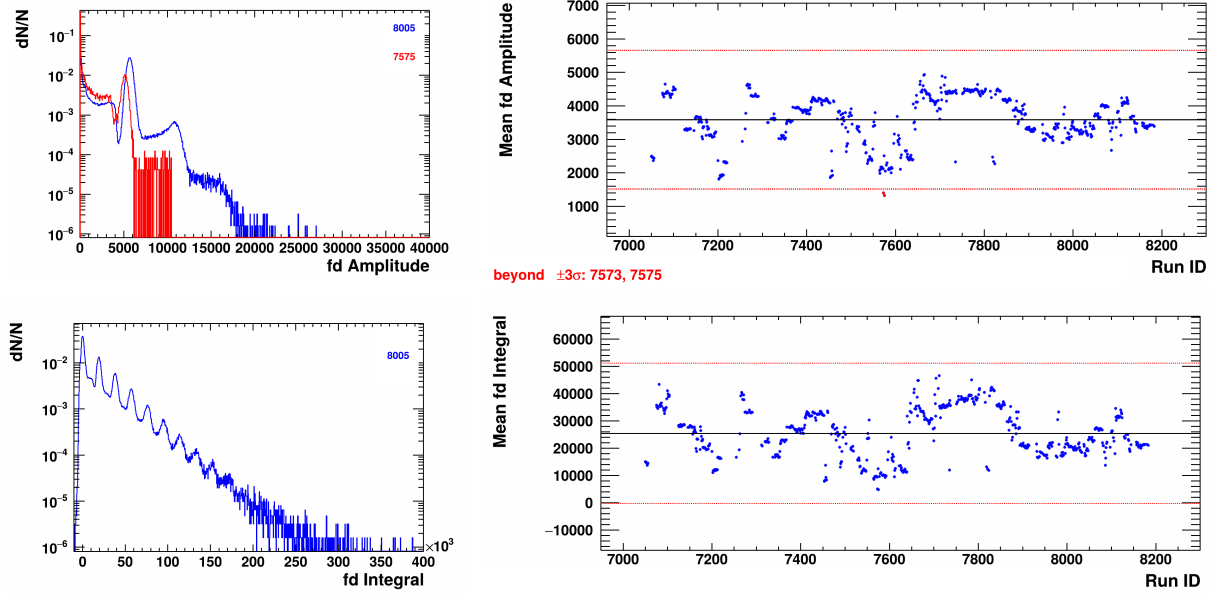 dN/N
10⁻¹
10⁻²
10⁻³
10⁻⁴
10⁻⁵
10⁻⁶
8005
7575
0 5000 10000 15000 20000 25000 30000 35000 40000
fd Amplitude
Mean fd Amplitude
7000
6000
5000
4000
3000
2000
1000
7000 7200 7400 7600 7800 8000 8200
Run ID
beyond ±3σ: 7573, 7575
dN/N
10⁻²
10⁻³
10⁻⁴
10⁻⁵
10⁻⁶
8005
0 50 100 150 200 250 300 350 400
×10³
fd Integral
Mean fd Integral
60000
50000
40000
30000
20000
10000
0
−10000
7000 7200 7400 7600 7800 8000 8200
Run ID